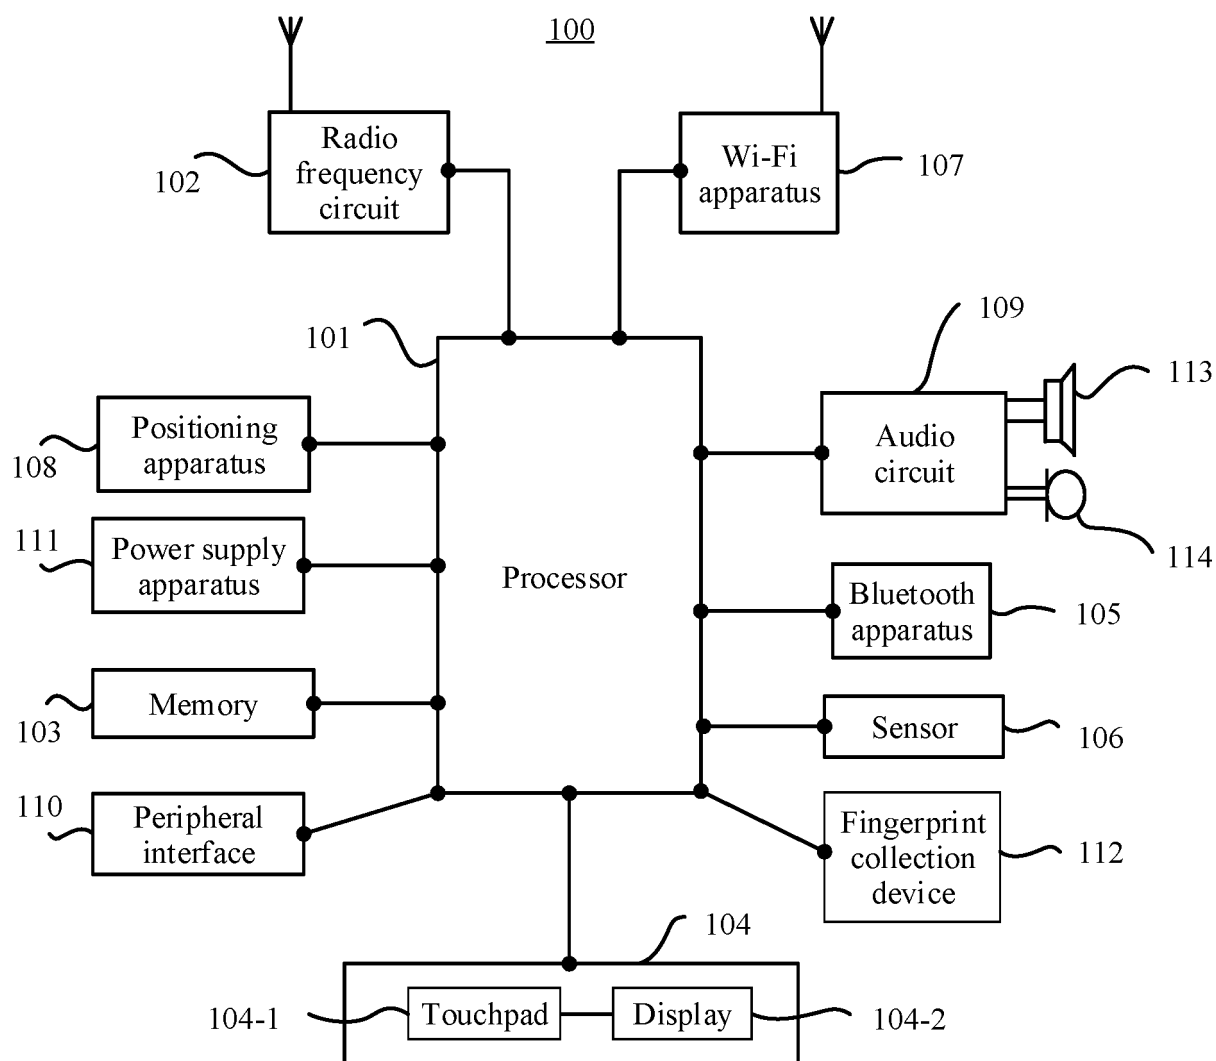 100
Radio
frequency
circuit
102
Wi-Fi
apparatus
107
101
109
113
Positioning
apparatus
108
Audio
circuit
114
111
Power supply
apparatus
Processor
Bluetooth
apparatus
105
Memory
103
Sensor
106
110
Peripheral
interface
Fingerprint
collection
device
112
104
104-1
Touchpad
Display
104-2